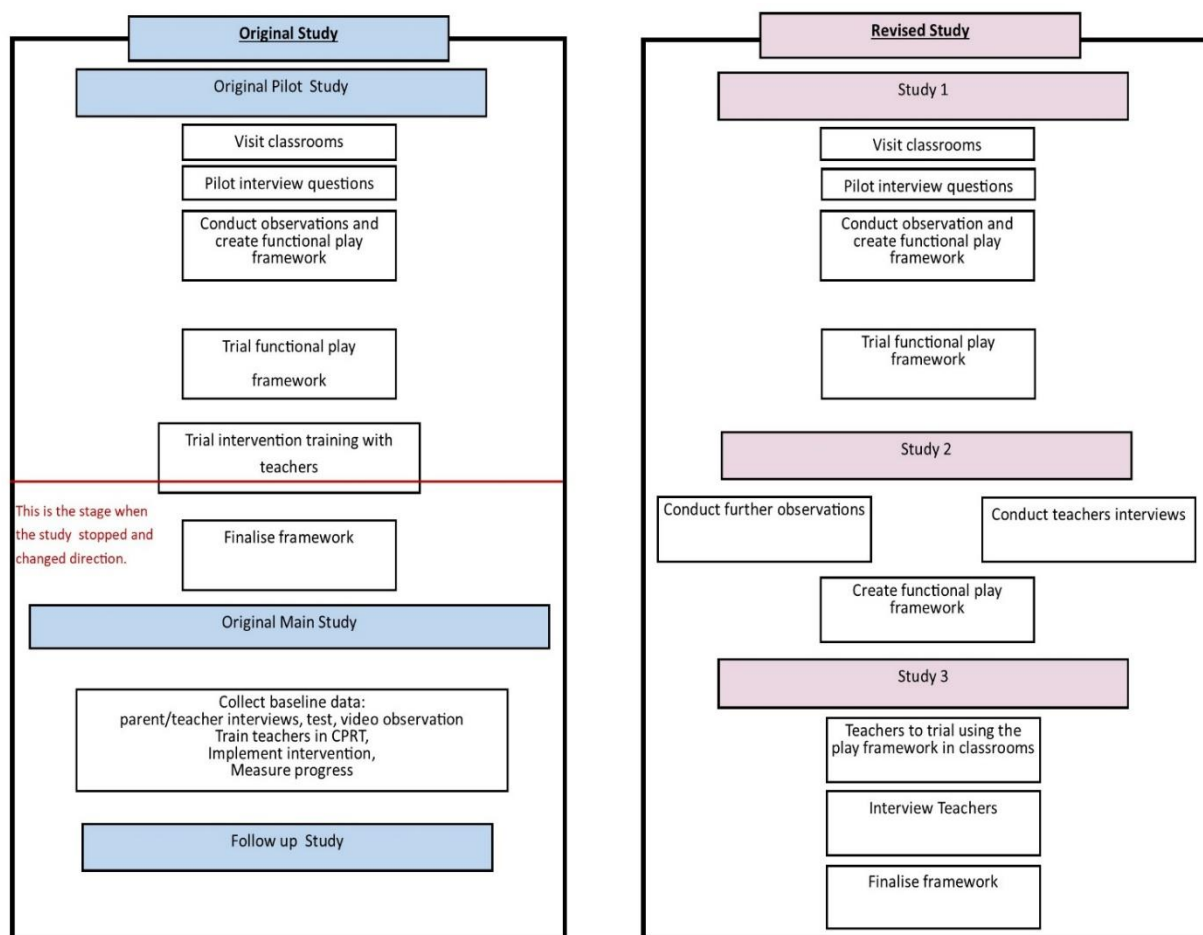 Original Study
Original Pilot Study
Visit classrooms
Pilot interview questions
Conduct observations and
create functional play
framework
Trial functional play
framework
Trial intervention training with
teachers
This is the stage when
the study stopped and
changed direction.
Finalise framework
Original Main Study
Collect baseline data:
parent/teacher interviews, test, video observation
Train teachers in CPRT,
Implement intervention,
Measure progress
Follow up Study
Revised Study
Study 1
Visit classrooms
Pilot interview questions
Conduct observation and
create functional play
framework
Trial functional play
framework
Study 2
Conduct further observations
Conduct teachers interviews
Create functional play
framework
Study 3
Teachers to trial using the
play framework in classrooms
Interview Teachers
Finalise framework